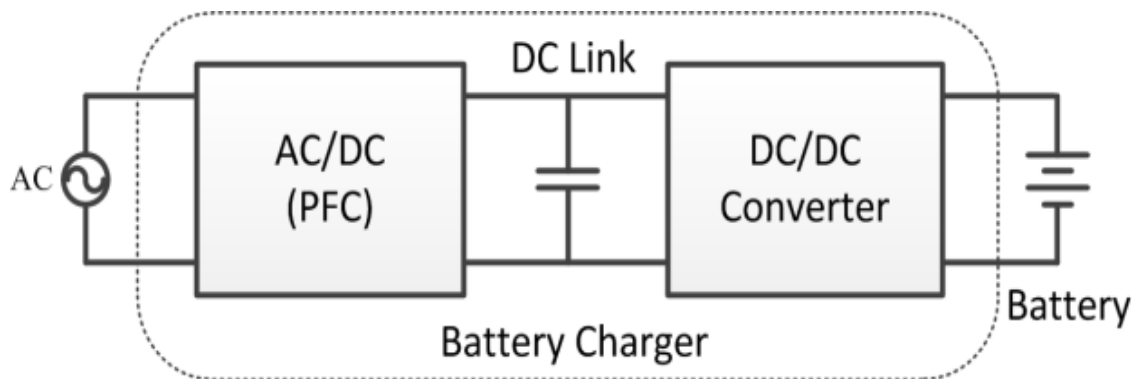 DC Link
AC/DC
(PFC)
DC/DC
Converter
AC
Battery
Battery Charger